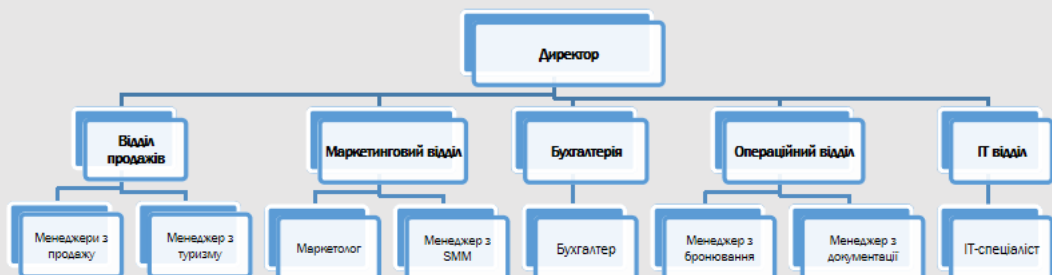 Директор
Відділ
продажів
Маркетинговий відділ
Бухгалтерія
Операційний відділ
ІТ відділ
Менеджери з
продажу
Менеджер з
туризму
Маркетолог
Менеджер з
SMM
Бухгалтер
Менеджер з
бронювання
Менеджер з
документації
ІТ-спеціаліст